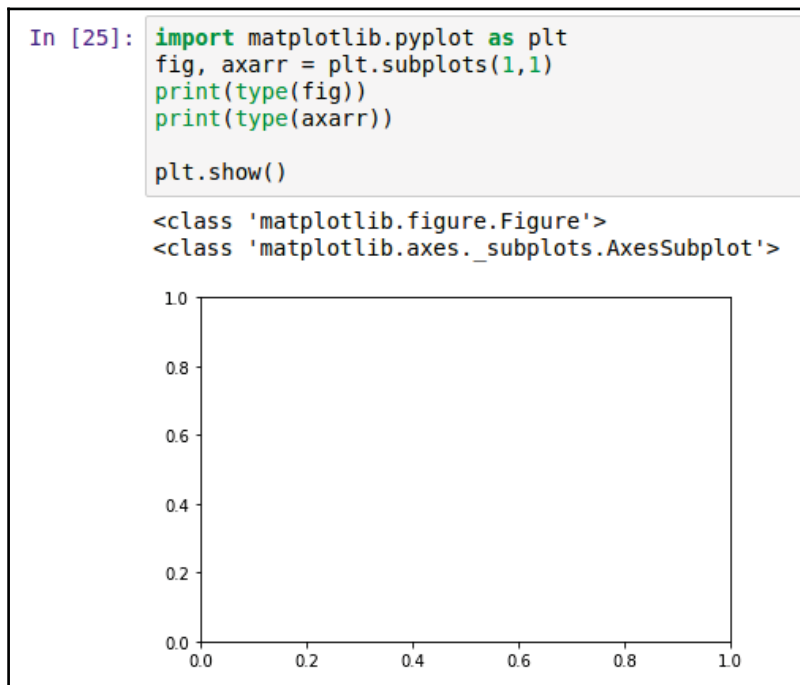 In [25]: import matplotlib.pyplot as plt
fig, axarr = plt.subplots(1,1)
print(type(fig))
print(type(axarr))
plt.show()
<class 'matplotlib.figure.Figure'>
<class 'matplotlib.axes._subplots.AxesSubplot'>
1.0
0.8
0.6
0.4
0.2
0.0
0.0 0.2 0.4 0.6 0.8 1.0